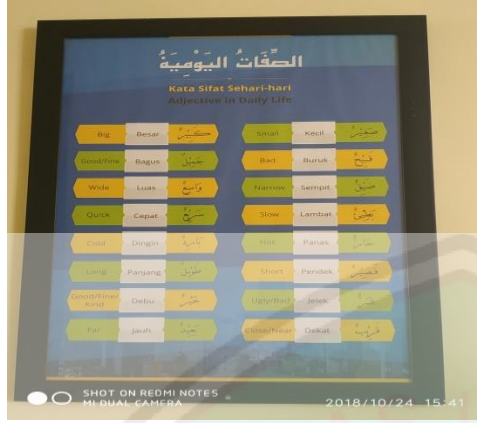 الصِّفَاتُ اليَوْمِيَةُ
Kata Sifat Sehari-hari
Adjective in Daily Life
Big Besar كَبِيْرٌ Small Kecil صَغِيْرٌ
Good/Fine Bagus جَمِيْلٌ Bad Buruk قَبِيْحٌ
Wide Luas وَاسِعٌ Narrow Sempit ضَيِّقٌ
Quick Cepat سَرِيْعٌ Slow Lambat بَطِيْئٌ
Cold Dingin Hot Panas
Long Panjang طَوِيْلٌ Short Pendek قَصِيْرٌ
Good/Fine/Kind Debu Ugly/Bad Jelek
Far Jauh بَعِيْدٌ Close/Near Dekat قَرِيْبٌ
SHOT ON REDMI NOTE5
MI DUAL CAMERA
2018/10/24 15:41